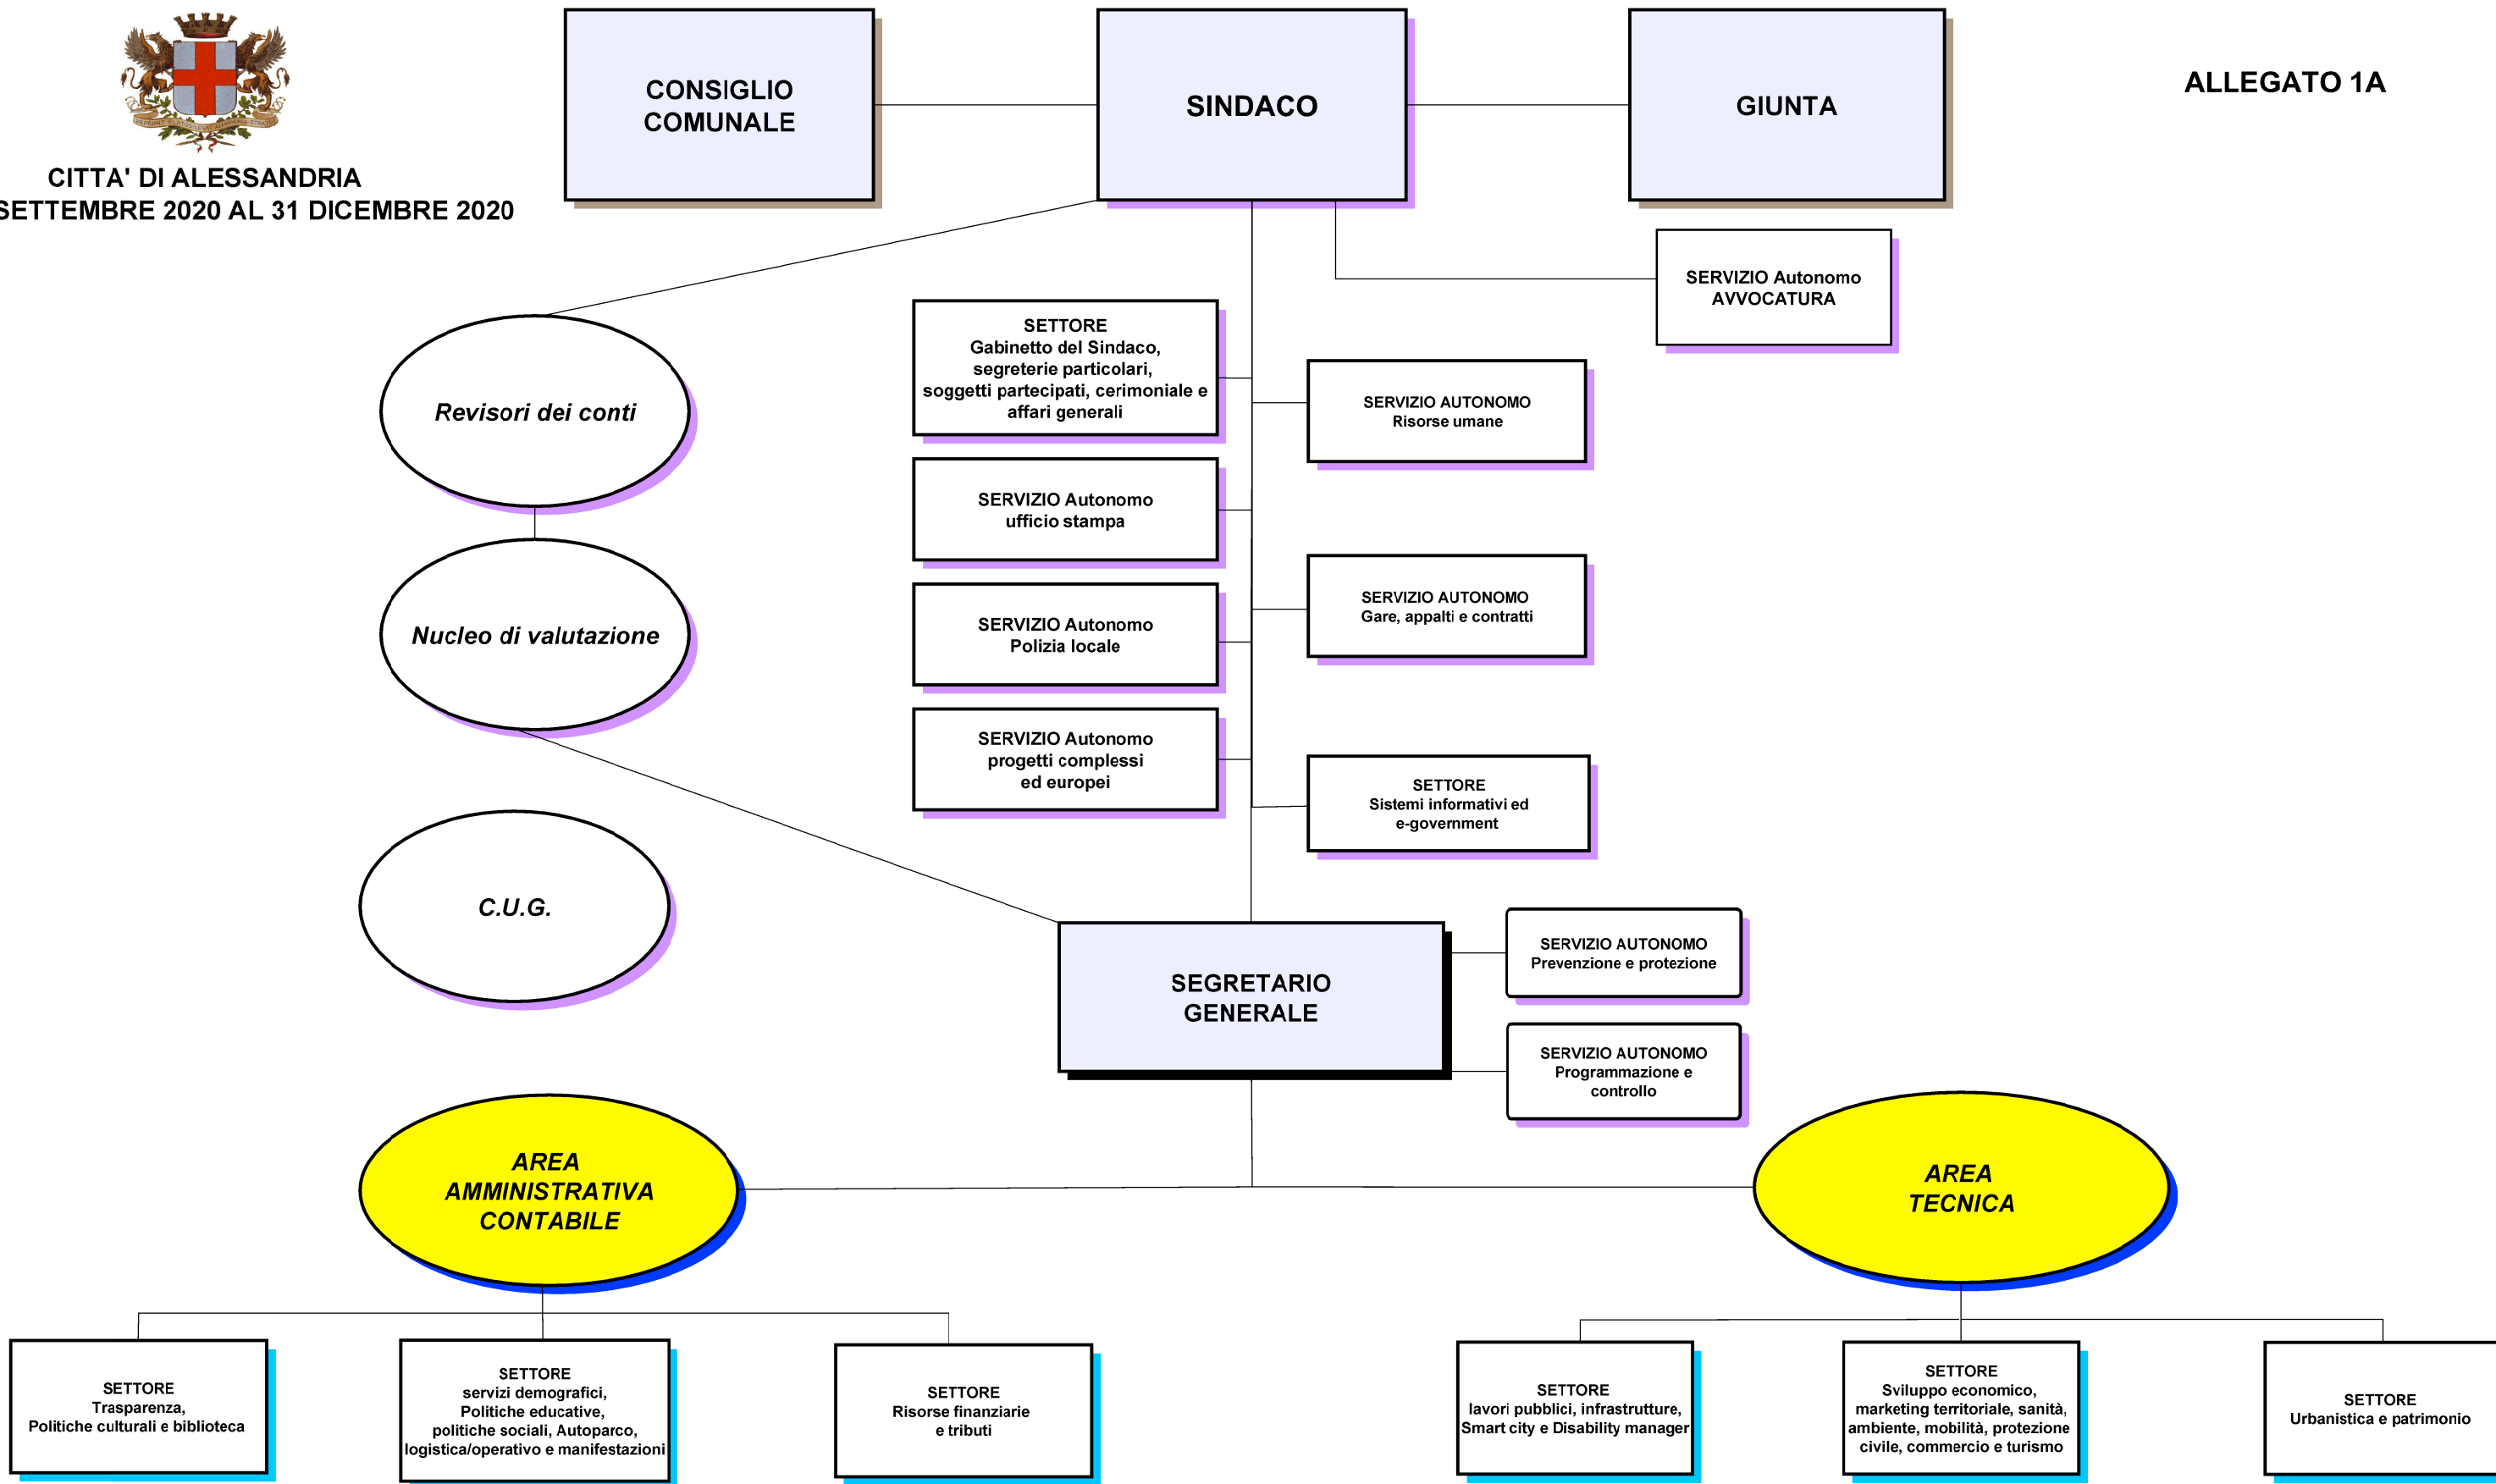 CONSIGLIO
COMUNALE
SINDACO
GIUNTA
ALLEGATO 1A
CITTA' DI ALESSANDRIA
SETTEMBRE 2020 AL 31 DICEMBRE 2020
SERVIZIO Autonomo
AVVOCATURA
SETTORE
Gabinetto del Sindaco,
segreterie particolari,
soggetti partecipati, cerimoniale e
affari generali
Revisori dei conti
SERVIZIO AUTONOMO
Risorse umane
SERVIZIO Autonomo
ufficio stampa
Nucleo di valutazione
SERVIZIO Autonomo
Polizia locale
SERVIZIO AUTONOMO
Gare, appalti e contratti
SERVIZIO Autonomo
progetti complessi
ed europei
SETTORE
Sistemi informativi ed
e-government
C.U.G.
SEGRETARIO
GENERALE
SERVIZIO AUTONOMO
Prevenzione e protezione
SERVIZIO AUTONOMO
Programmazione e
controllo
AREA
AMMINISTRATIVA
CONTABILE
AREA
TECNICA
SETTORE
Trasparenza,
Politiche culturali e biblioteca
SETTORE
servizi demografici,
Politiche educative,
politiche sociali, Autoparco,
logistica/operativo e manifestazioni
SETTORE
Risorse finanziarie
e tributi
SETTORE
lavori pubblici, infrastrutture,
Smart city e Disability manager
SETTORE
Sviluppo economico,
marketing territoriale, sanità,
ambiente, mobilità, protezione
civile, commercio e turismo
SETTORE
Urbanistica e patrimonio